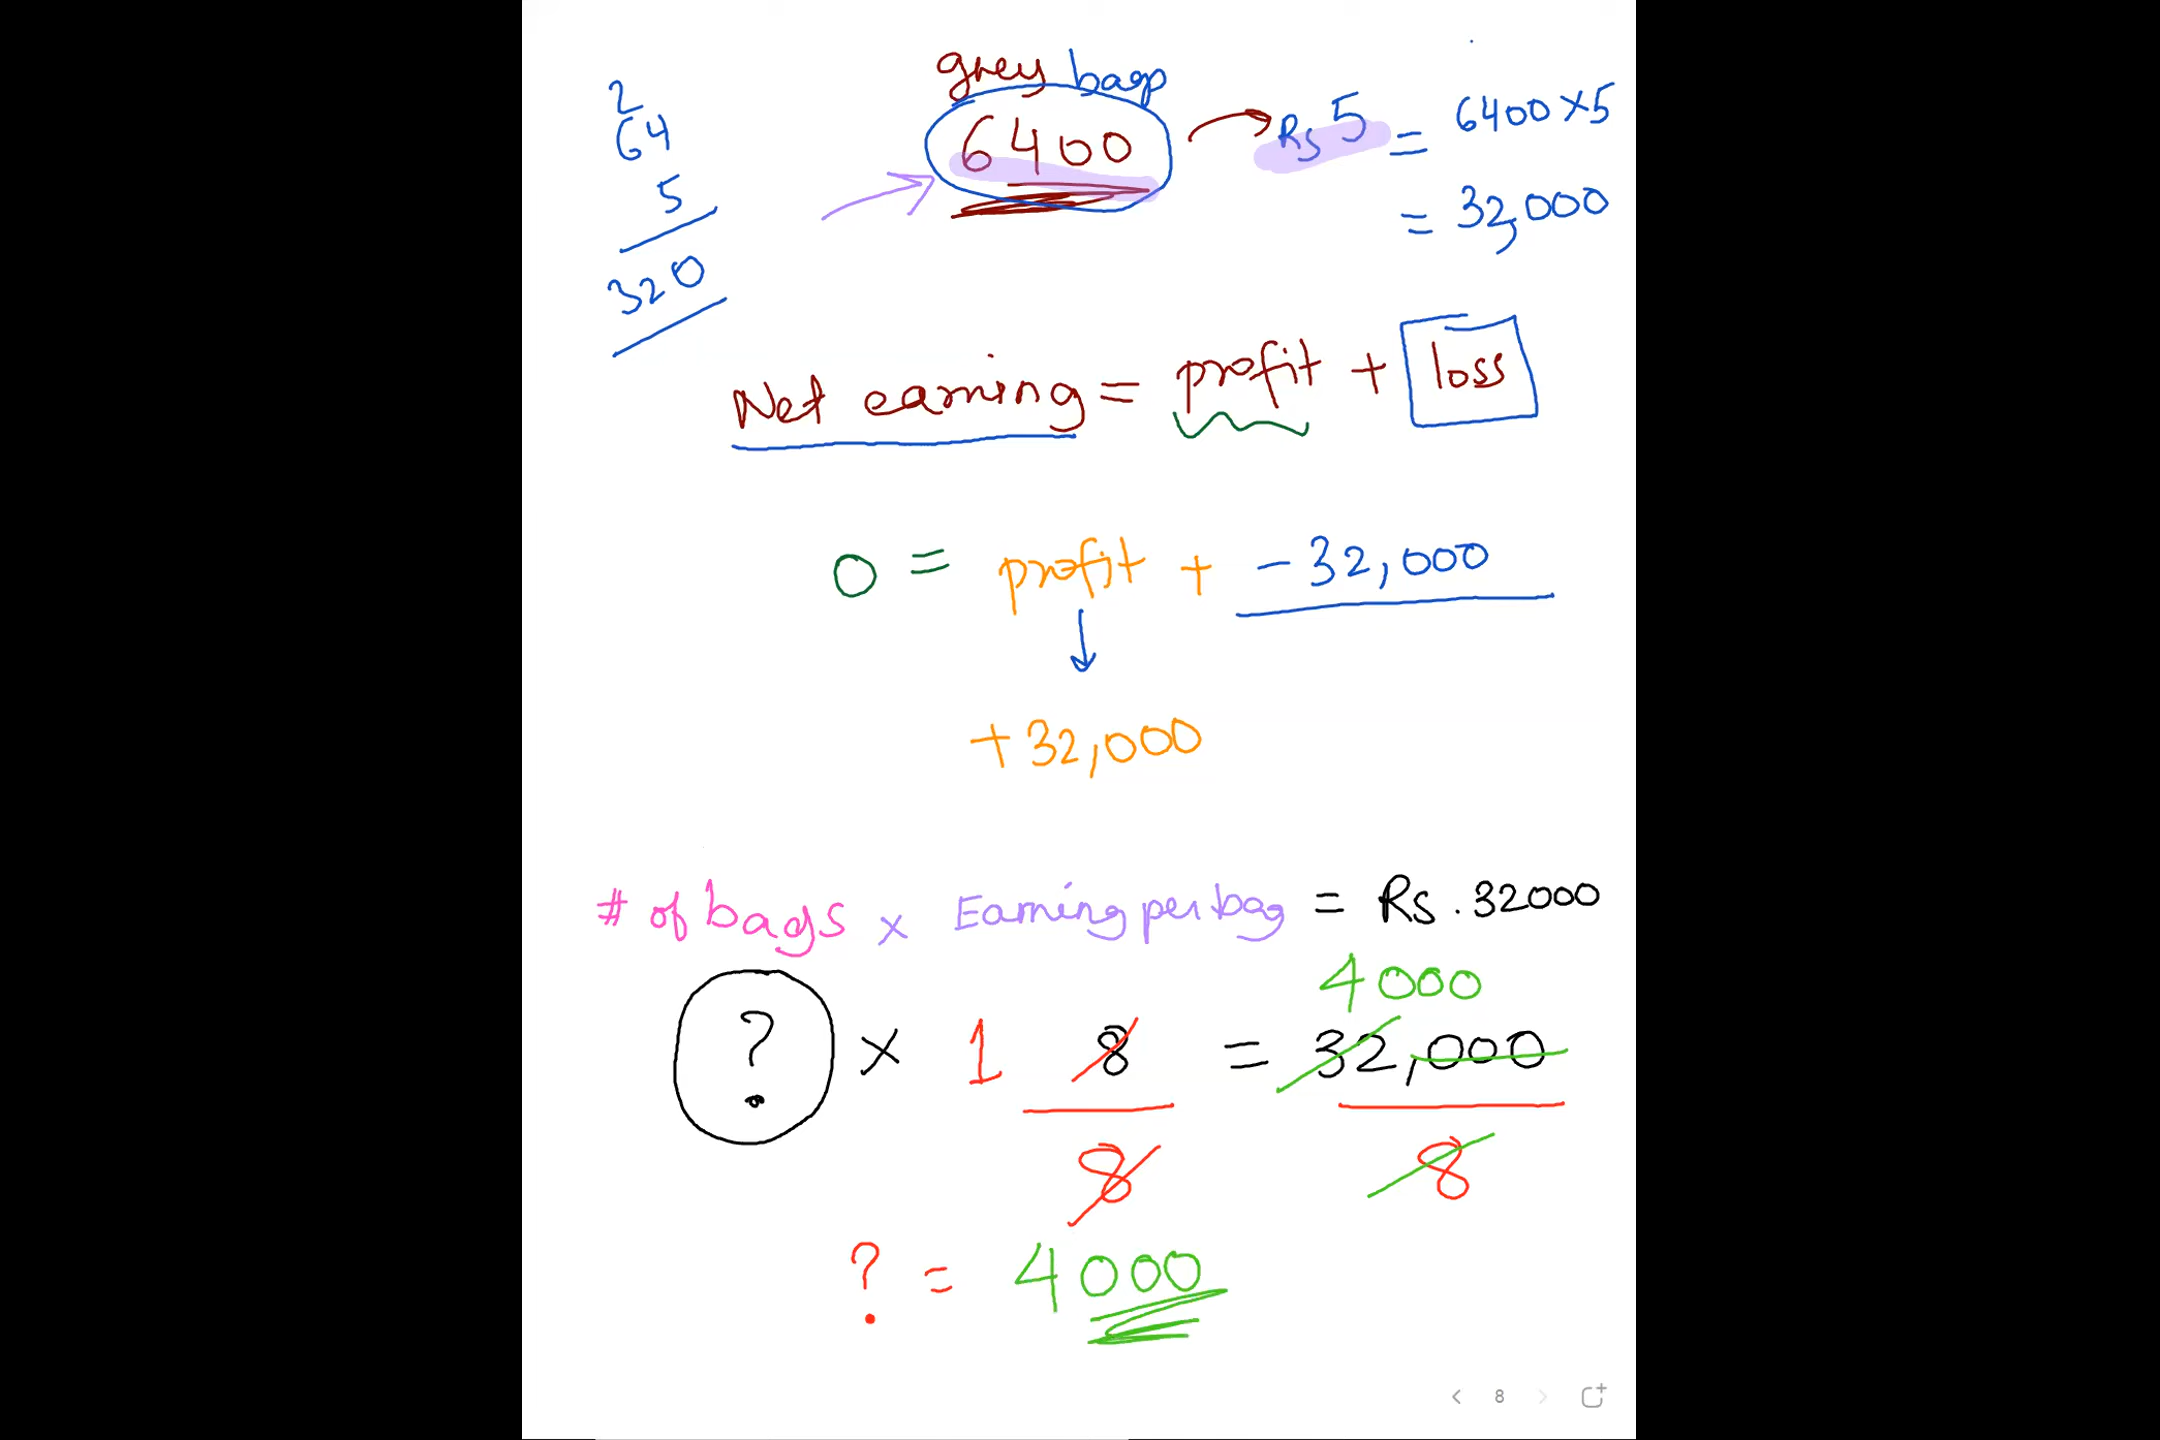 grey bags
6400 → Rs 5 = 6400 × 5
= 32,000
2
64
5
320
Net earning = profit + loss
0 = profit + -32,000
+32,000
# of bags × Earning per bag = Rs. 32000
4000
? × 1 8 = 32,000
8 8
? = 4000
8